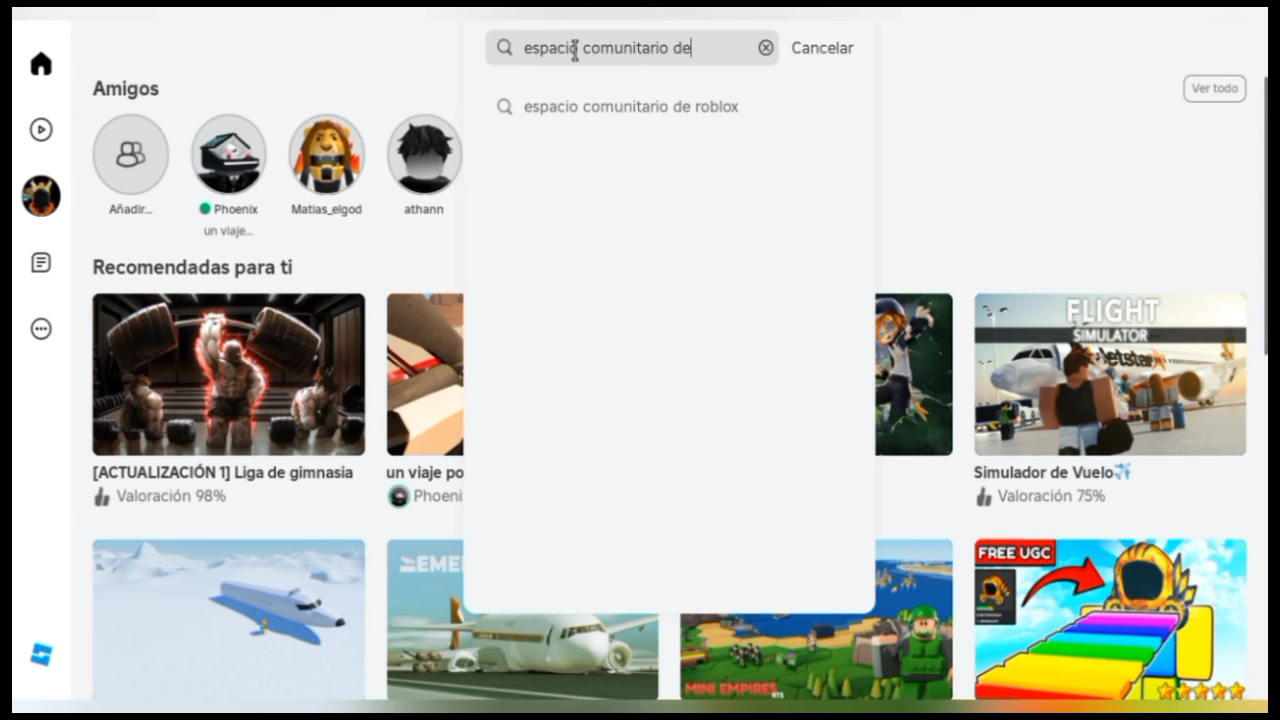 espacio comunitario de
Cancelar
espacio comunitario de roblox
Amigos
Ver todo
Añadir...
Phoenix
un viaje...
Matias_elgod
athann
Recomendadas para ti
FLIGHT
SIMULATOR
Jetstar
[ACTUALIZACIÓN 1] Liga de gimnasia
Valoración 98%
un viaje po
Phoeni
Simulador de Vuelo
Valoración 75%
EME
MINI EMPIRES
FREE UGC